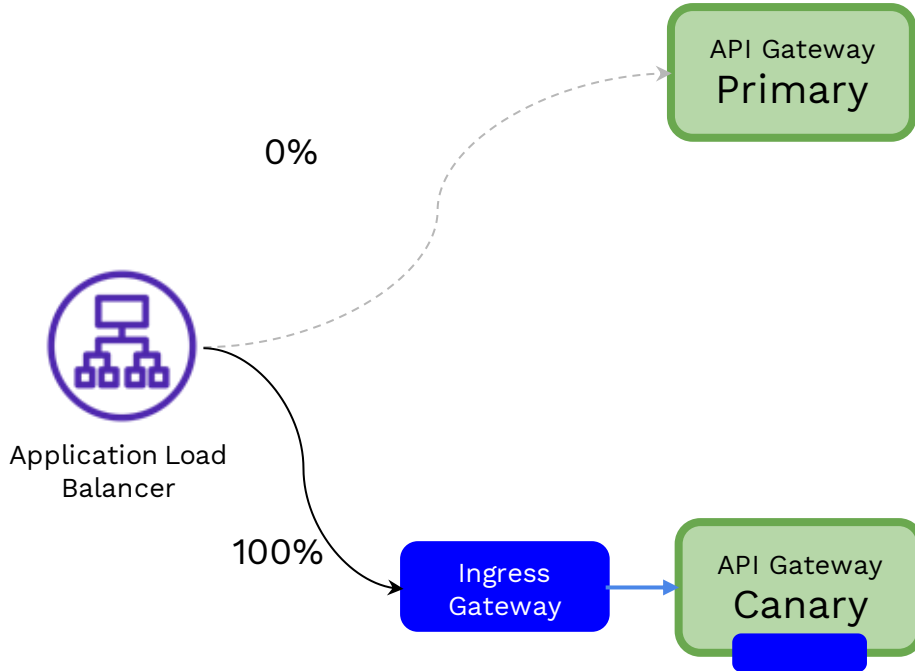 API Gateway
Primary
0%
Application Load
Balancer
100%
Ingress
Gateway
API Gateway
Canary